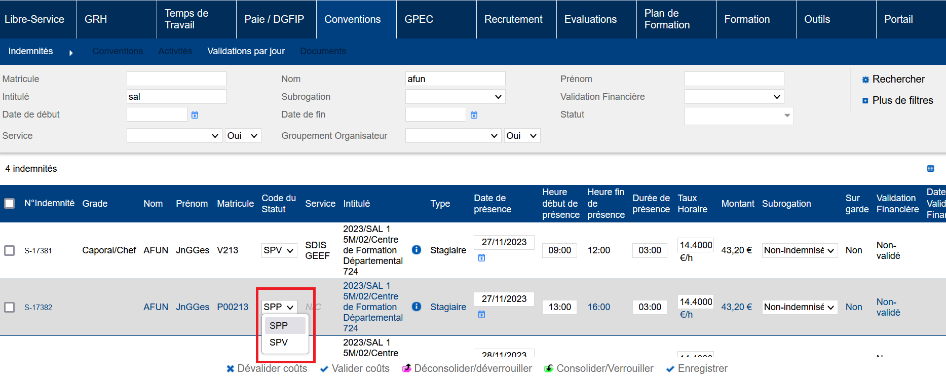 Libre-Service GRH Temps de Travail Paie / DGFIP Conventions GPEC Recrutement Evaluations Plan de Formation Formation Outils Portail
Indemnités Conventions Activités Validations par jour Documents
Matricule Nom afun Prénom Rechercher
Intitulé sal Subrogation Validation Financière Plus de filtres
Date de début Date de fin Statut
Service Oui Groupement Organisateur Oui
4 indemnités
N°Indemnité Grade Nom Prénom Matricule Code du Statut Service Intitulé Type Date de présence Heure début de présence Heure fin de présence Durée de présence Taux Horaire Montant Subrogation Sur garde Validation Financière Date Valid Finan
S-17381 Caporal/Chef AFUN JnGGes V213 SPV SDIS GEEF 2023/SAL 1 5M/02/Centre de Formation Départemental 724 Stagiaire 27/11/2023 09:00 12:00 03:00 14.4000 €/h 43,20 € Non-indemnisé Non Non-validé
S-17382 AFUN JnGGes P00213 SPP N/C 2023/SAL 1 5M/02/Centre de Formation Départemental 724 Stagiaire 27/11/2023 13:00 16:00 03:00 14.4000 €/h 43,20 € Non-indemnisé Non Non-validé
SPP
SPV
2023/SAL 1 5M/02/Centre 28/11/2023 14.4000 Non-
Dévalider coûts Valider coûts Déconsolider/déverrouiller Consolider/Verrouiller Enregistrer